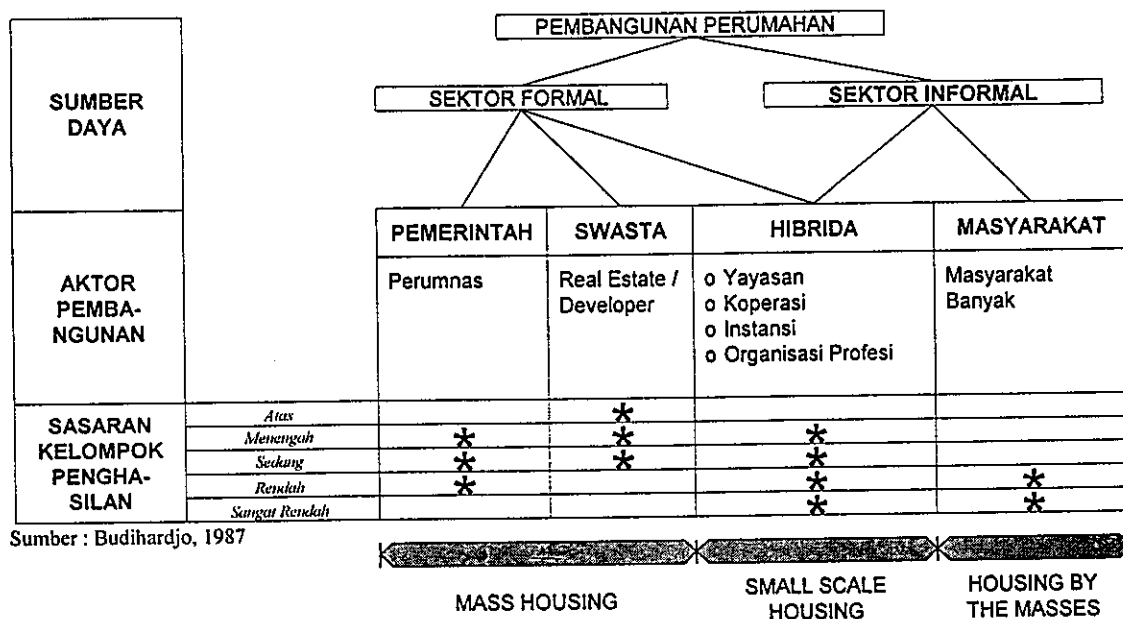 PEMBANGUNAN PERUMAHAN
SUMBER
DAYA
SEKTOR FORMAL
SEKTOR INFORMAL
AKTOR
PEMBA-
NGUNAN
PEMERINTAH
SWASTA
HIBRIDA
MASYARAKAT
Perumnas
Real Estate /
Developer
o Yayasan
o Koperasi
o Instansi
o Organisasi Profesi
Masyarakat
Banyak
SASARAN
KELOMPOK
PENGHA-
SILAN
Atas
*
Menengah
* * *
Sedang
* * *
Rendah
* * *
Sangat Rendah
* *
Sumber : Budihardjo, 1987
MASS HOUSING
SMALL SCALE
HOUSING
HOUSING BY
THE MASSES